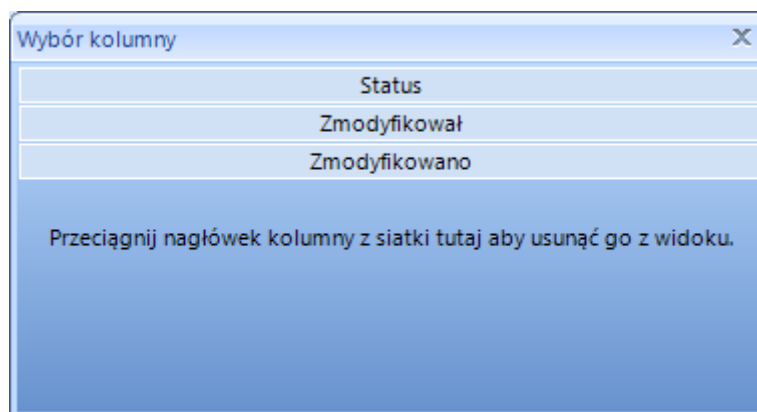 Wybór kolumny
Status
Zmodyfikował
Zmodyfikowano
Przeciągnij nagłówek kolumny z siatki tutaj aby usunąć go z widoku.